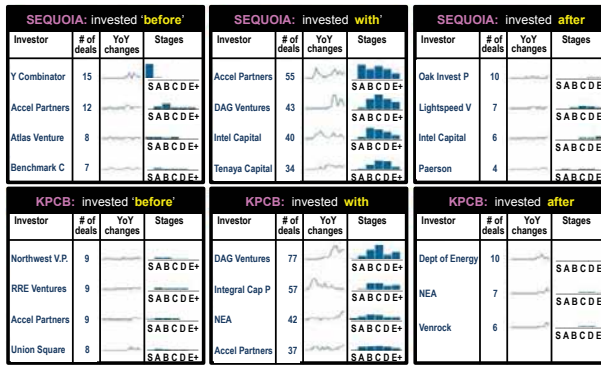 SEQUOIA: invested 'before'
Investor # of deals YoY changes Stages
Y Combinator 15 S A B C D E+
Accel Partners 12 S A B C D E+
Atlas Venture 8 S A B C D E+
Benchmark C 7 S A B C D E+
SEQUOIA: invested with'
Investor # of deals YoY changes Stages
Accel Partners 55 S A B C D E+
DAG Ventures 43 S A B C D E+
Intel Capital 40 S A B C D E+
Tenaya Capital 34 S A B C D E+
SEQUOIA: invested after
Investor # of deals YoY changes Stages
Oak Invest P 10 S A B C D E
Lightspeed V 7 S A B C D E
Intel Capital 6 S A B C D E
Paerson 4 S A B C D E
KPCB: invested 'before'
Investor # of deals YoY changes Stages
Northwest V.P. 9 S A B C D E+
RRE Ventures 9 S A B C D E+
Accel Partners 9 S A B C D E+
Union Square 8 S A B C D E+
KPCB: invested with
Investor # of deals YoY changes Stages
DAG Ventures 77 S A B C D E+
Integral Cap P 57 S A B C D E+
NEA 42 S A B C D E+
Accel Partners 37 S A B C D E+
KPCB: invested after
Investor # of deals YoY changes Stages
Dept of Energy 10 S A B C D E
NEA 7 S A B C D E
Venrock 6 S A B C D E